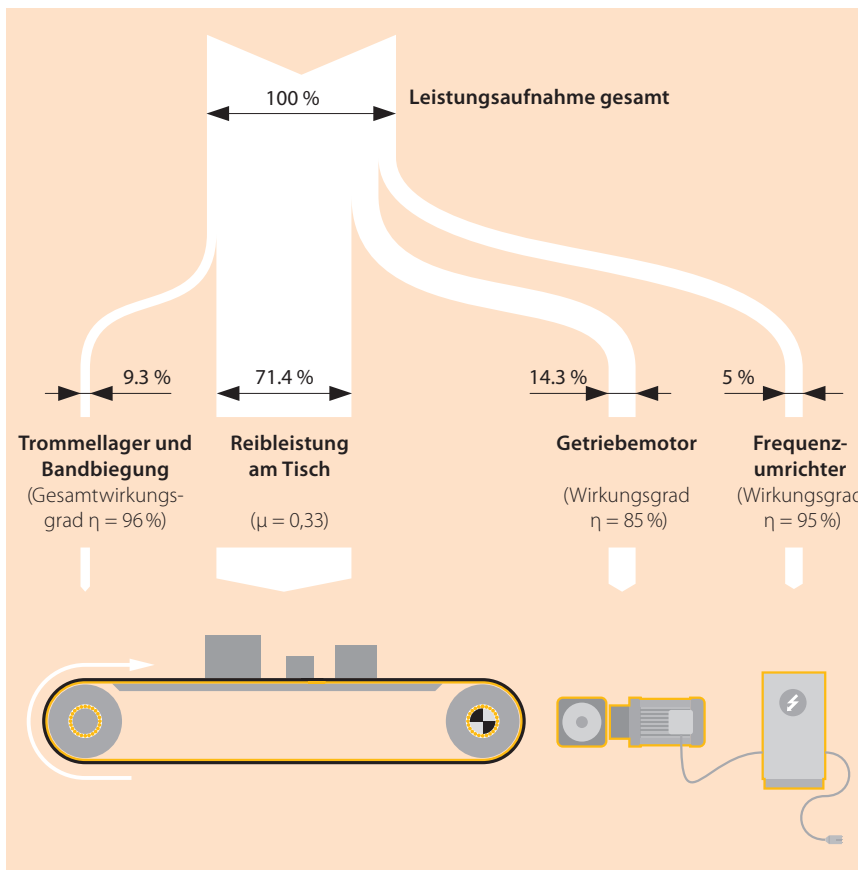 100 %
Leistungsaufnahme gesamt
9.3 %
71.4 %
14.3 %
5 %
Trommellager und
Bandbiegung
(Gesamtwirkungs-
grad η = 96 %)
Reibleistung
am Tisch
(μ = 0,33)
Getriebemotor
(Wirkungsgrad
η = 85 %)
Frequenz-
umrichter
(Wirkungsgrad
η = 95 %)